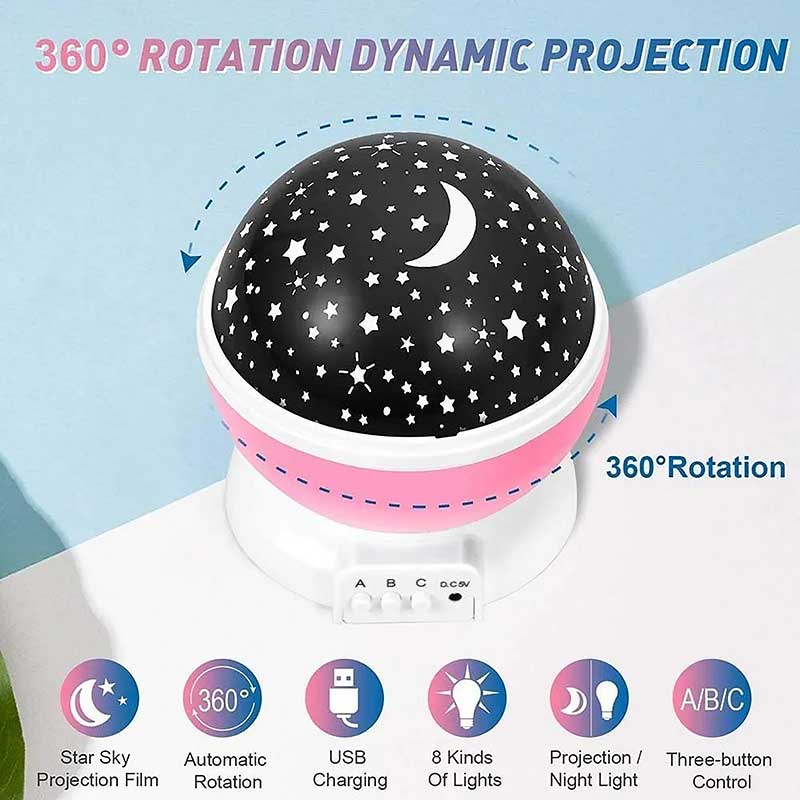 360° ROTATION DYNAMIC PROJECTION
360°Rotation
A B C D.C5V
360°
A/B/C
Star Sky
Projection Film
Automatic
Rotation
USB
Charging
8 Kinds
Of Lights
Projection /
Night Light
Three-button
Control